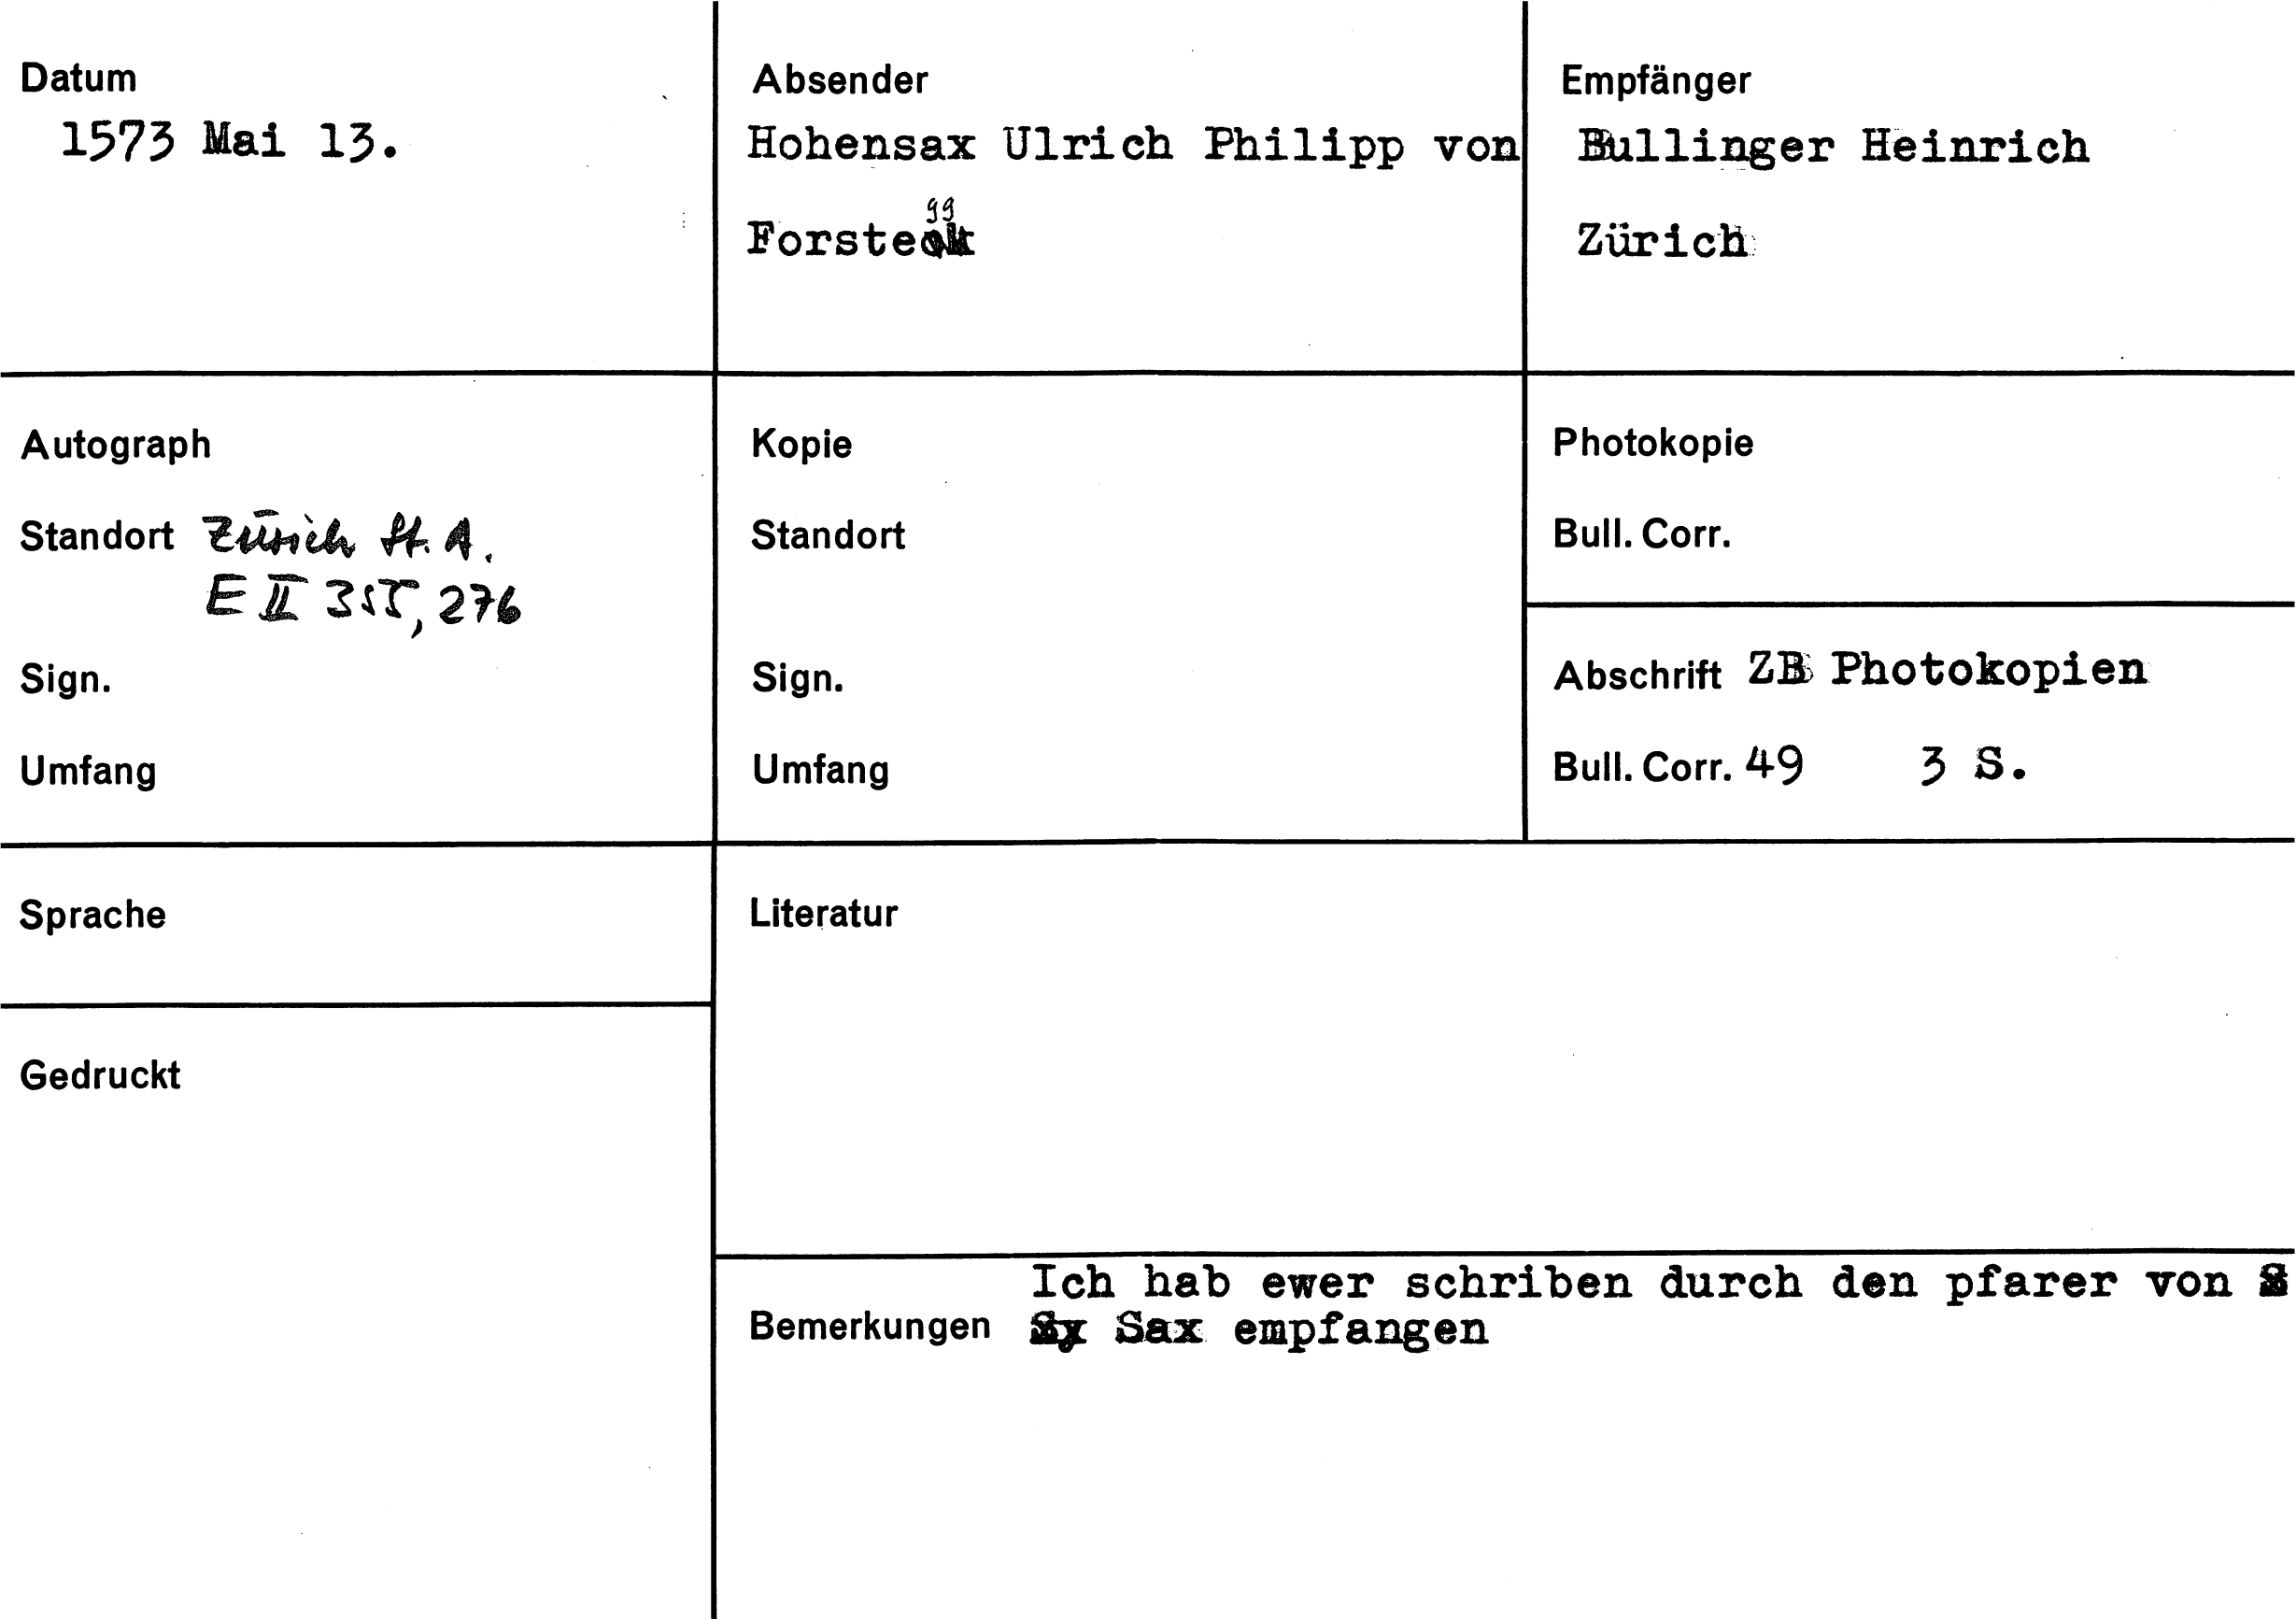 Datum
1573 Mai 13.
Absender
Hohensax Ulrich Philipp von
Forstegg
Empfänger
Bullinger Heinrich
Zürich
Autograph
Standort Zürich St. A.
E II 355, 276
Sign.
Umfang
Kopie
Standort
Sign.
Umfang
Photokopie
Bull. Corr.
Abschrift ZB Photokopien
Bull. Corr. 49 3 S.
Sprache
Gedruckt
Literatur
Ich hab ewer schriben durch den pfarer von
Bemerkungen Sax empfangen